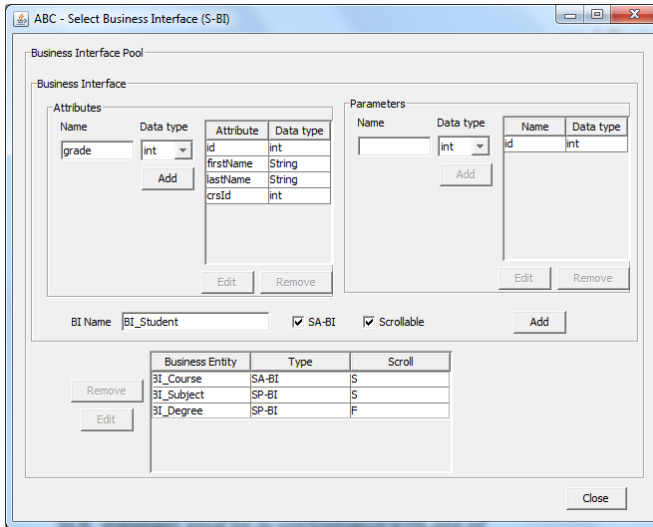 ABC - Select Business Interface (S-BI)
Business Interface Pool
Business Interface
Attributes
Name Data type
grade int
Add
Attribute Data type
id int
firstName String
lastName String
crsId int
Edit Remove
Parameters
Name Data type
int
Add
Name Data type
id int
Edit Remove
BI Name BI_Student SA-BI Scrollable Add
Remove
Edit
Business Entity Type Scroll
BI_Course SA-BI S
BI_Subject SP-BI S
BI_Degree SP-BI F
Close